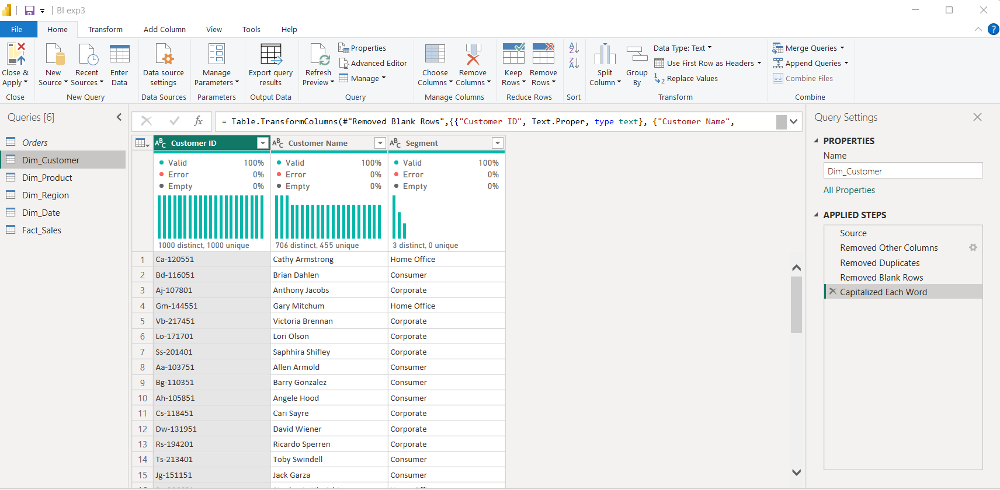 BI exp3
File Home Transform Add Column View Tools Help
Close & Apply
Close
New Source
Recent Sources
Enter Data
New Query
Data source settings
Data Sources
Manage Parameters
Parameters
Export query results
Output Data
Refresh Preview
Properties
Advanced Editor
Manage
Query
Choose Columns
Remove Columns
Manage Columns
Keep Rows
Remove Rows
Reduce Rows
Sort
Split Column
Group By
Data Type: Text
Use First Row as Headers
Replace Values
Transform
Merge Queries
Append Queries
Combine Files
Combine
Queries [6]
Orders
Dim_Customer
Dim_Product
Dim_Region
Dim_Date
Fact_Sales
fx = Table.TransformColumns(#"Removed Blank Rows",{{"Customer ID", Text.Proper, type text}, {"Customer Name",
ABC Customer ID ABC Customer Name ABC Segment
Valid 100% Valid 100% Valid 100%
Error 0% Error 0% Error 0%
Empty 0% Empty 0% Empty 0%
1000 distinct, 1000 unique 706 distinct, 455 unique 3 distinct, 0 unique
1 Ca-120551 Cathy Armstrong Home Office
2 Bd-116051 Brian Dahlen Consumer
3 Aj-107801 Anthony Jacobs Corporate
4 Gm-144551 Gary Mitchum Home Office
5 Vb-217451 Victoria Brennan Corporate
6 Lo-171701 Lori Olson Corporate
7 Ss-201401 Saphhira Shifley Corporate
8 Aa-103751 Allen Armold Consumer
9 Bg-110351 Barry Gonzalez Consumer
10 Ah-105851 Angele Hood Consumer
11 Cs-118451 Cari Sayre Corporate
12 Dw-131951 David Wiener Corporate
13 Rs-194201 Ricardo Sperren Corporate
14 Ts-213401 Toby Swindell Consumer
15 Jg-151151 Jack Garza Consumer
Query Settings
PROPERTIES
Name
Dim_Customer
All Properties
APPLIED STEPS
Source
Removed Other Columns
Removed Duplicates
Removed Blank Rows
Capitalized Each Word